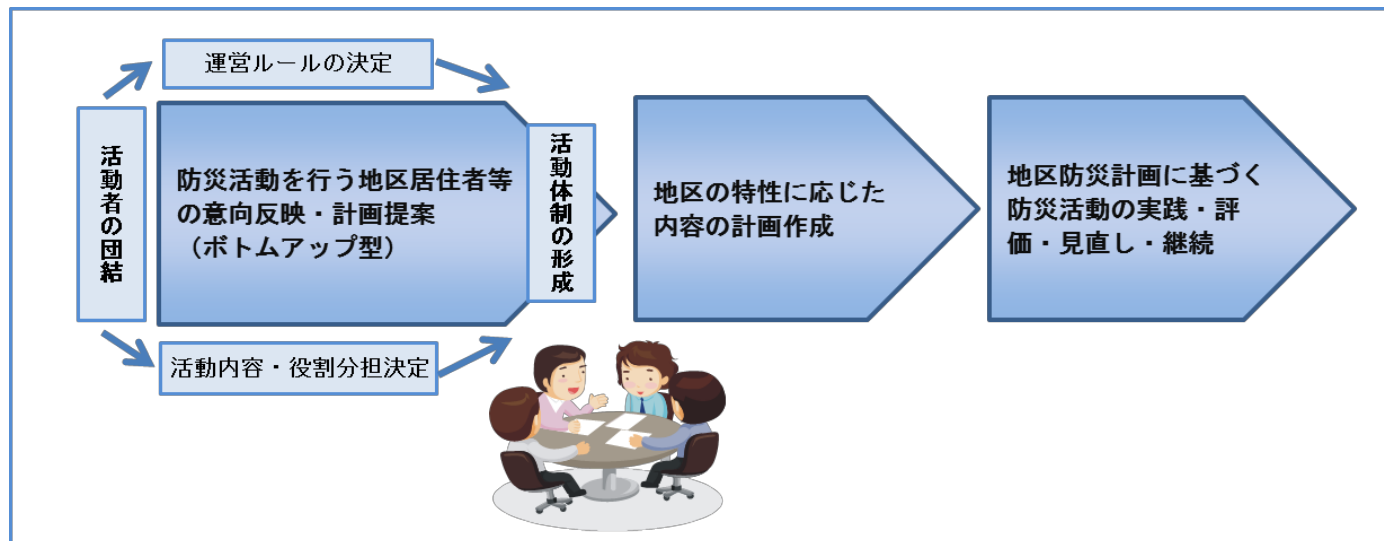 運営ルールの決定
活動者の団結
防災活動を行う地区居住者等
の意向反映・計画提案
（ボトムアップ型）
活動体制の形成
活動内容・役割分担決定
地区の特性に応じた
内容の計画作成
地区防災計画に基づく
防災活動の実践・評
価・見直し・継続